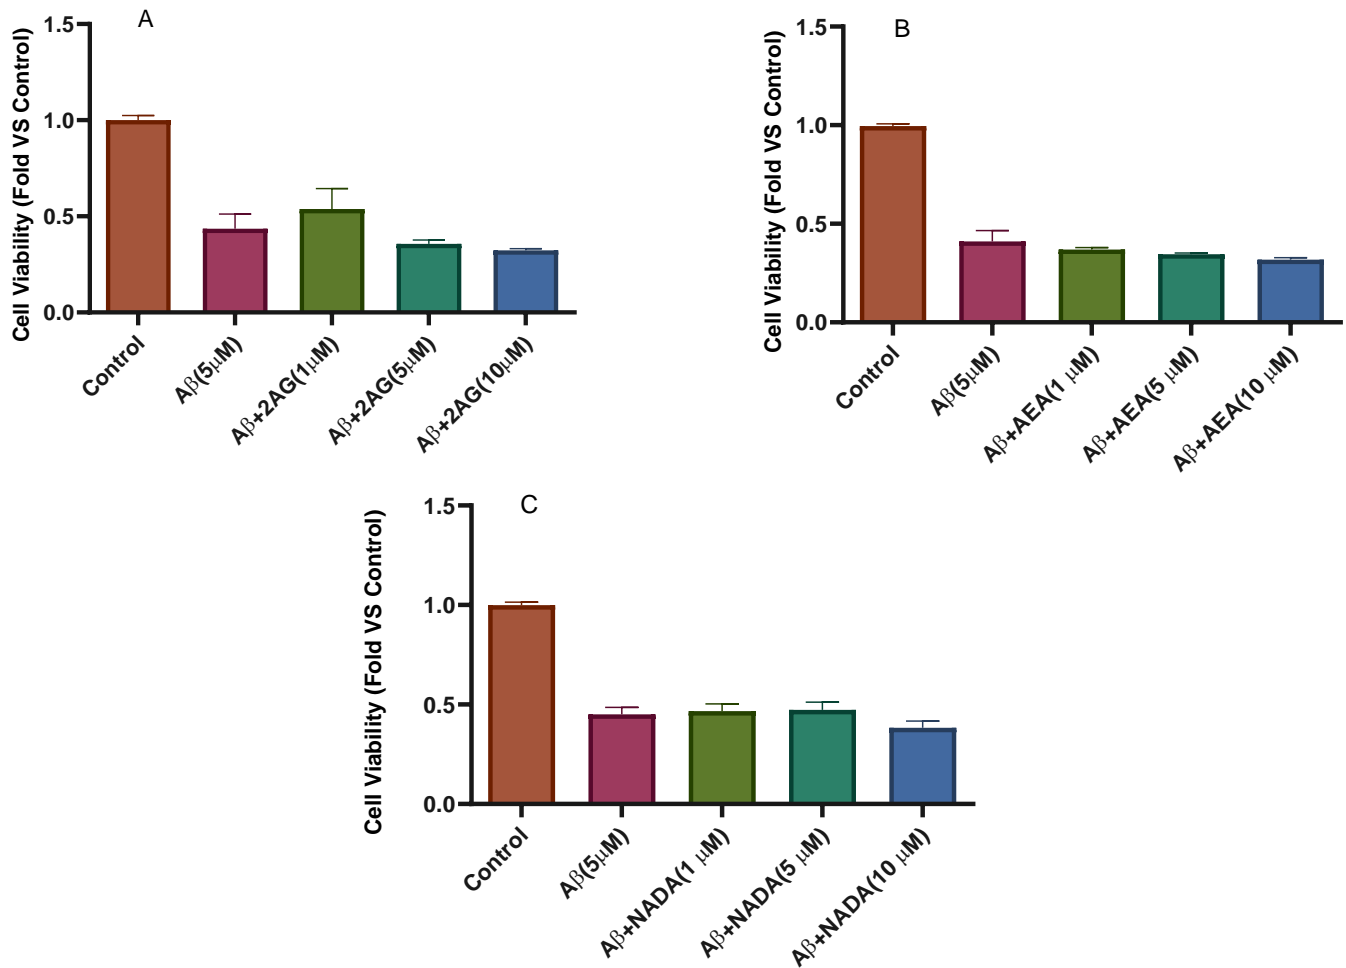 A
Cell Viability (Fold VS Control)
1.5
1.0
0.5
0.0
Control
Aβ(5μM)
Aβ+2AG(1μM)
Aβ+2AG(5μM)
Aβ+2AG(10μM)
B
Cell Viability (Fold VS Control)
1.5
1.0
0.5
0.0
Control
Aβ(5μM)
Aβ+AEA(1 μM)
Aβ+AEA(5 μM)
Aβ+AEA(10 μM)
C
Cell Viability (Fold VS Control)
1.5
1.0
0.5
0.0
Control
Aβ(5μM)
Aβ+NADA(1 μM)
Aβ+NADA(5 μM)
Aβ+NADA(10 μM)